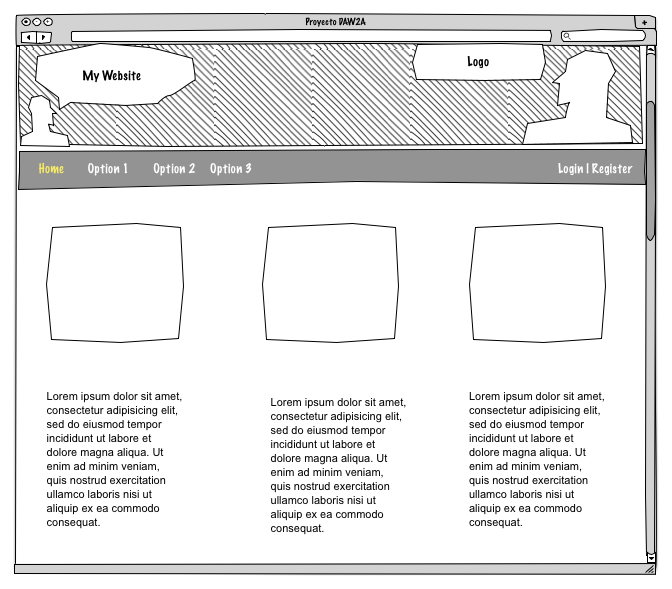 Proyecto DAW2A
My Website
Logo
Home Option 1 Option 2 Option 3 Login | Register
Lorem ipsum dolor sit amet,
consectetur adipisicing elit,
sed do eiusmod tempor
incididunt ut labore et
dolore magna aliqua. Ut
enim ad minim veniam,
quis nostrud exercitation
ullamco laboris nisi ut
aliquip ex ea commodo
consequat.
Lorem ipsum dolor sit amet,
consectetur adipisicing elit,
sed do eiusmod tempor
incididunt ut labore et
dolore magna aliqua. Ut
enim ad minim veniam,
quis nostrud exercitation
ullamco laboris nisi ut
aliquip ex ea commodo
consequat.
Lorem ipsum dolor sit amet,
consectetur adipisicing elit,
sed do eiusmod tempor
incididunt ut labore et
dolore magna aliqua. Ut
enim ad minim veniam,
quis nostrud exercitation
ullamco laboris nisi ut
aliquip ex ea commodo
consequat.